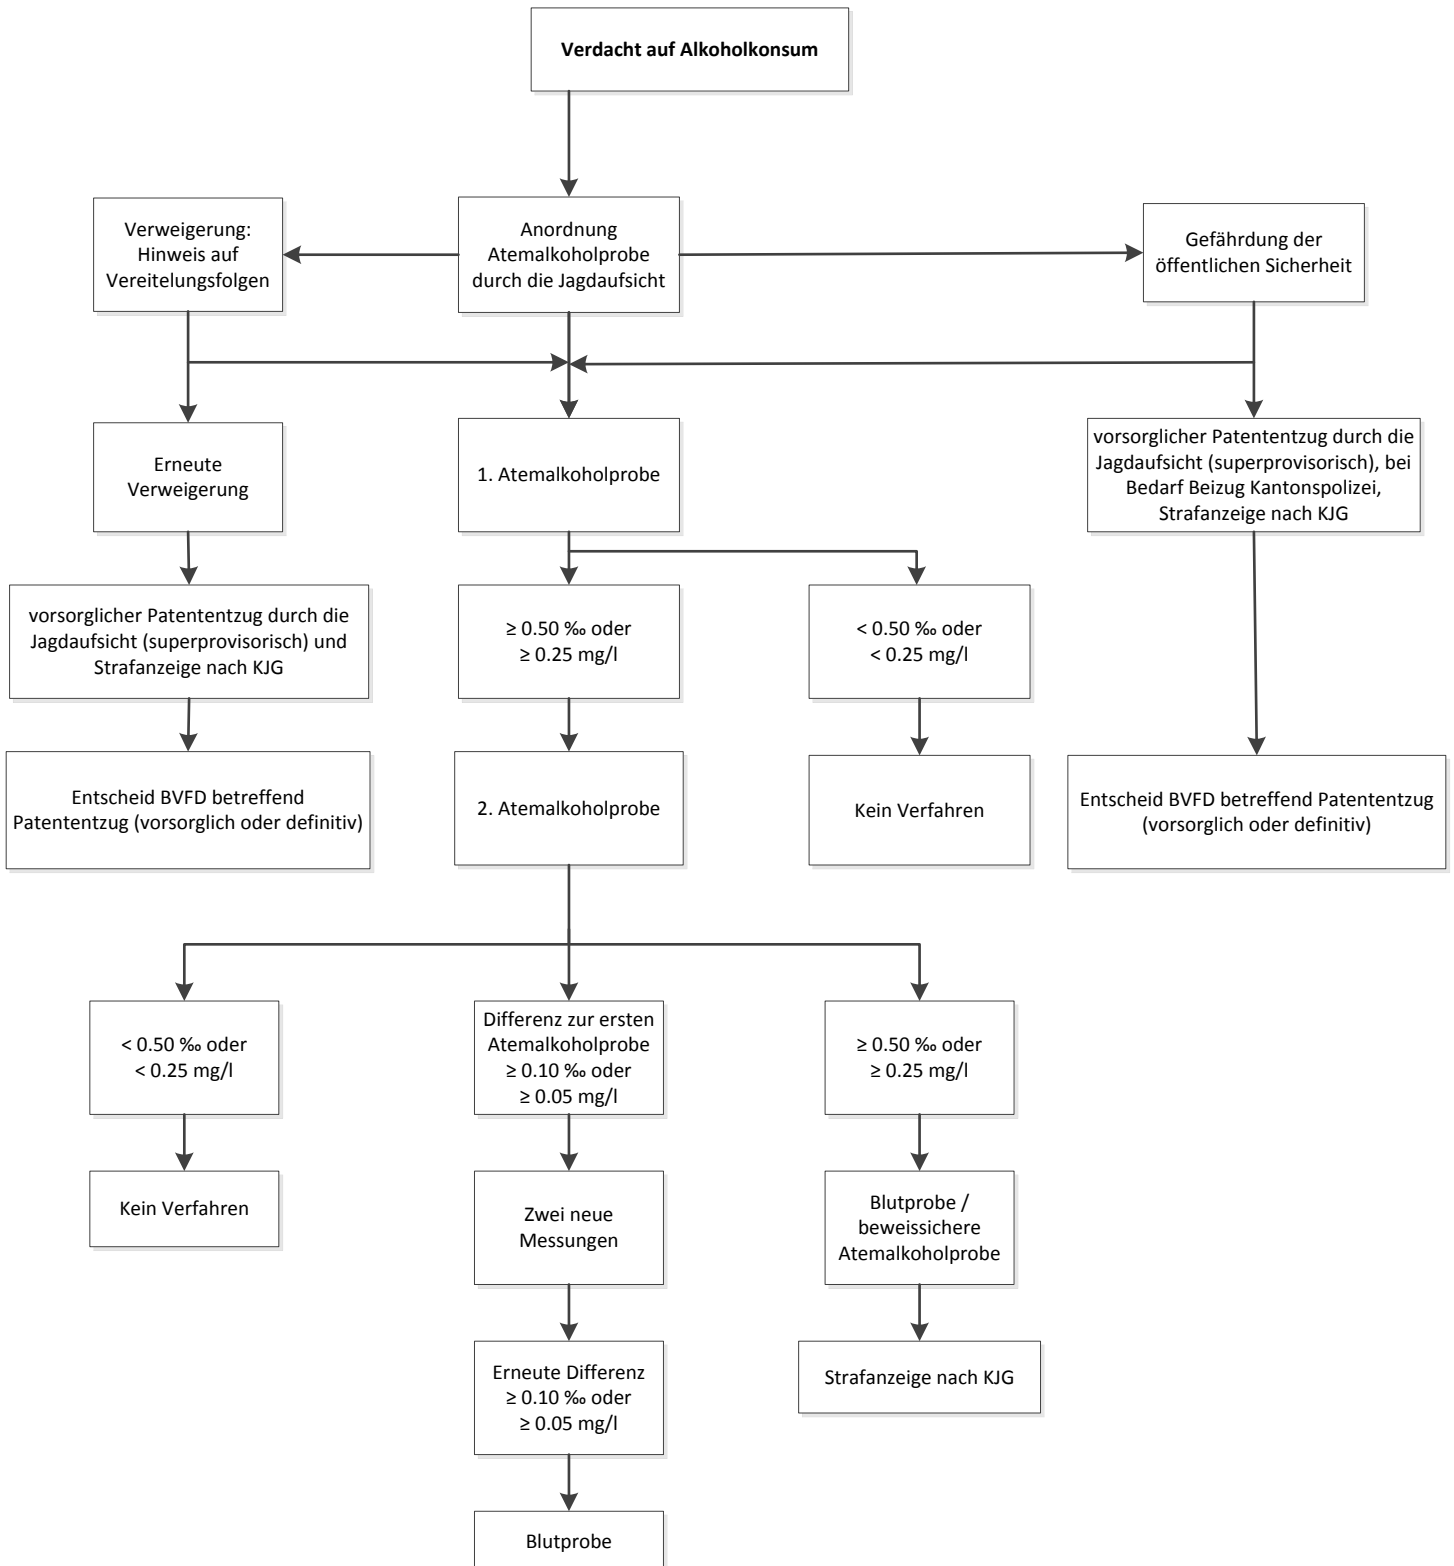 Verdacht auf Alkoholkonsum
Verweigerung:
Hinweis auf
Vereitelungsfolgen
Anordnung
Atemalkoholprobe
durch die Jagdaufsicht
Gefährdung der
öffentlichen Sicherheit
Erneute
Verweigerung
1. Atemalkoholprobe
vorsorglicher Patententzug durch die
Jagdaufsicht (superprovisorisch), bei
Bedarf Beizug Kantonspolizei,
Strafanzeige nach KJG
vorsorglicher Patententzug durch die
Jagdaufsicht (superprovisorisch) und
Strafanzeige nach KJG
≥ 0.50 ‰ oder
≥ 0.25 mg/l
< 0.50 ‰ oder
< 0.25 mg/l
Entscheid BVFD betreffend
Patententzug (vorsorglich oder definitiv)
2. Atemalkoholprobe
Kein Verfahren
Entscheid BVFD betreffend Patententzug
(vorsorglich oder definitiv)
< 0.50 ‰ oder
< 0.25 mg/l
Differenz zur ersten
Atemalkoholprobe
≥ 0.10 ‰ oder
≥ 0.05 mg/l
≥ 0.50 ‰ oder
≥ 0.25 mg/l
Kein Verfahren
Zwei neue
Messungen
Blutprobe /
beweissichere
Atemalkoholprobe
Erneute Differenz
≥ 0.10 ‰ oder
≥ 0.05 mg/l
Strafanzeige nach KJG
Blutprobe